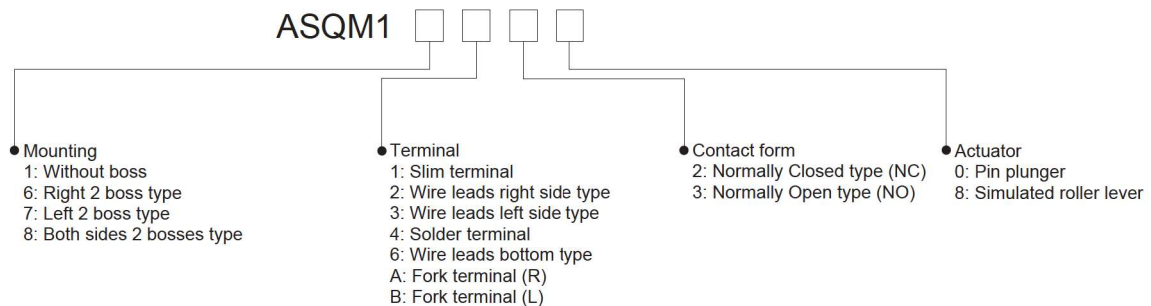 ASQM1
Mounting
1: Without boss
6: Right 2 boss type
7: Left 2 boss type
8: Both sides 2 bosses type
Terminal
1: Slim terminal
2: Wire leads right side type
3: Wire leads left side type
4: Solder terminal
6: Wire leads bottom type
A: Fork terminal (R)
B: Fork terminal (L)
Contact form
2: Normally Closed type (NC)
3: Normally Open type (NO)
Actuator
0: Pin plunger
8: Simulated roller lever